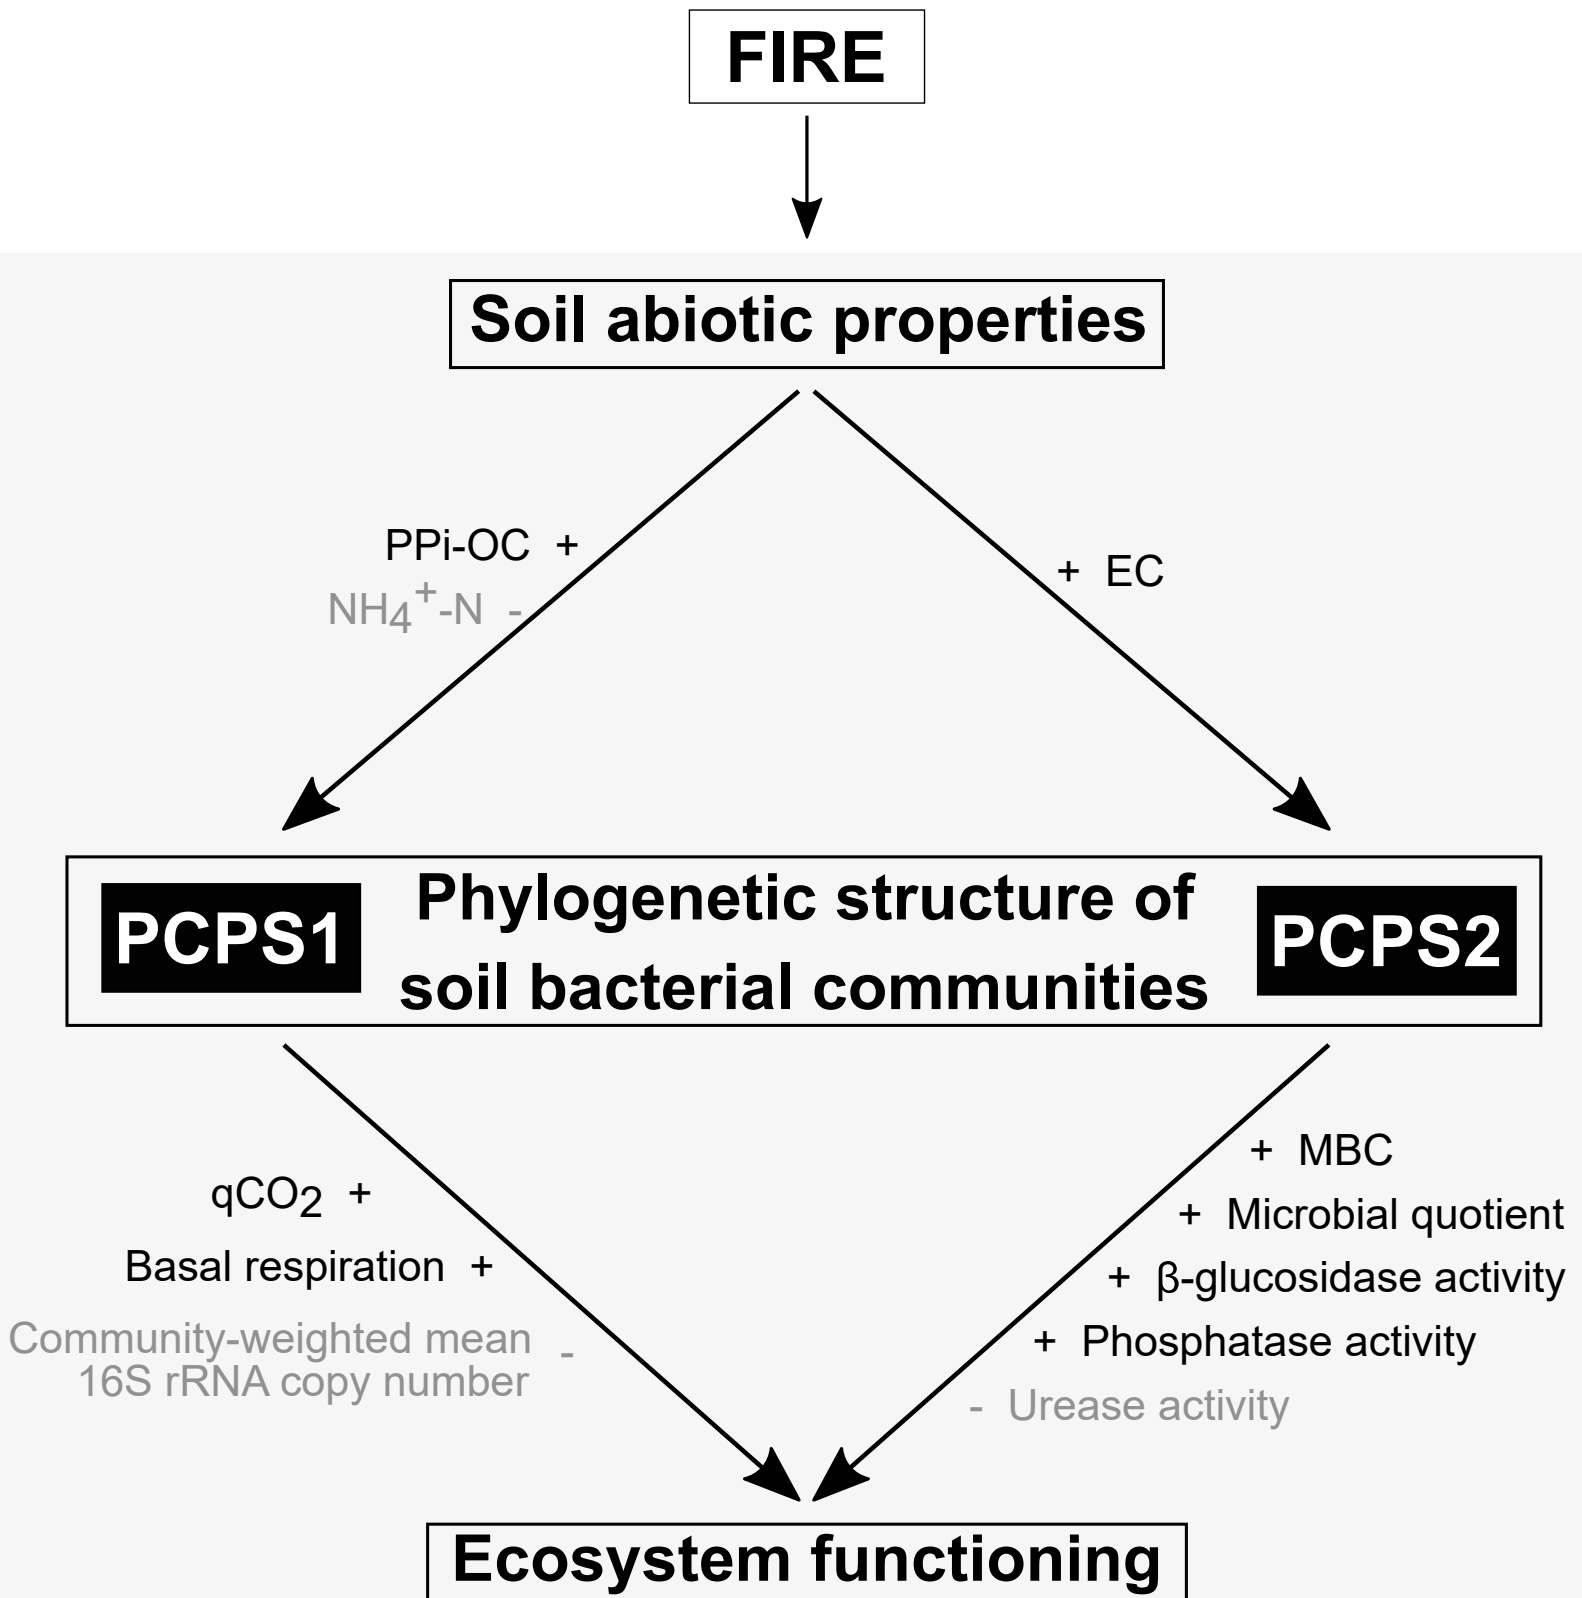 FIRE
Soil abiotic properties
PPi-OC +
NH4+-N -
+ EC
PCPS1
Phylogenetic structure of
soil bacterial communities
PCPS2
qCO2 +
Basal respiration +
Community-weighted mean
16S rRNA copy number -
+ MBC
+ Microbial quotient
+ β-glucosidase activity
+ Phosphatase activity
- Urease activity
Ecosystem functioning